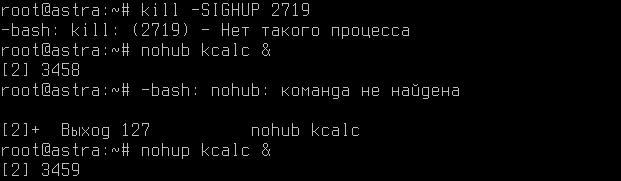 root@astra:~# kill -SIGHUP 2719
-bash: kill: (2719) - Нет такого процесса
root@astra:~# nohub kcalc &
[2] 3458
root@astra:~# -bash: nohub: команда не найдена
[2]+  Выход 127            nohub kcalc
root@astra:~# nohup kcalc &
[2] 3459